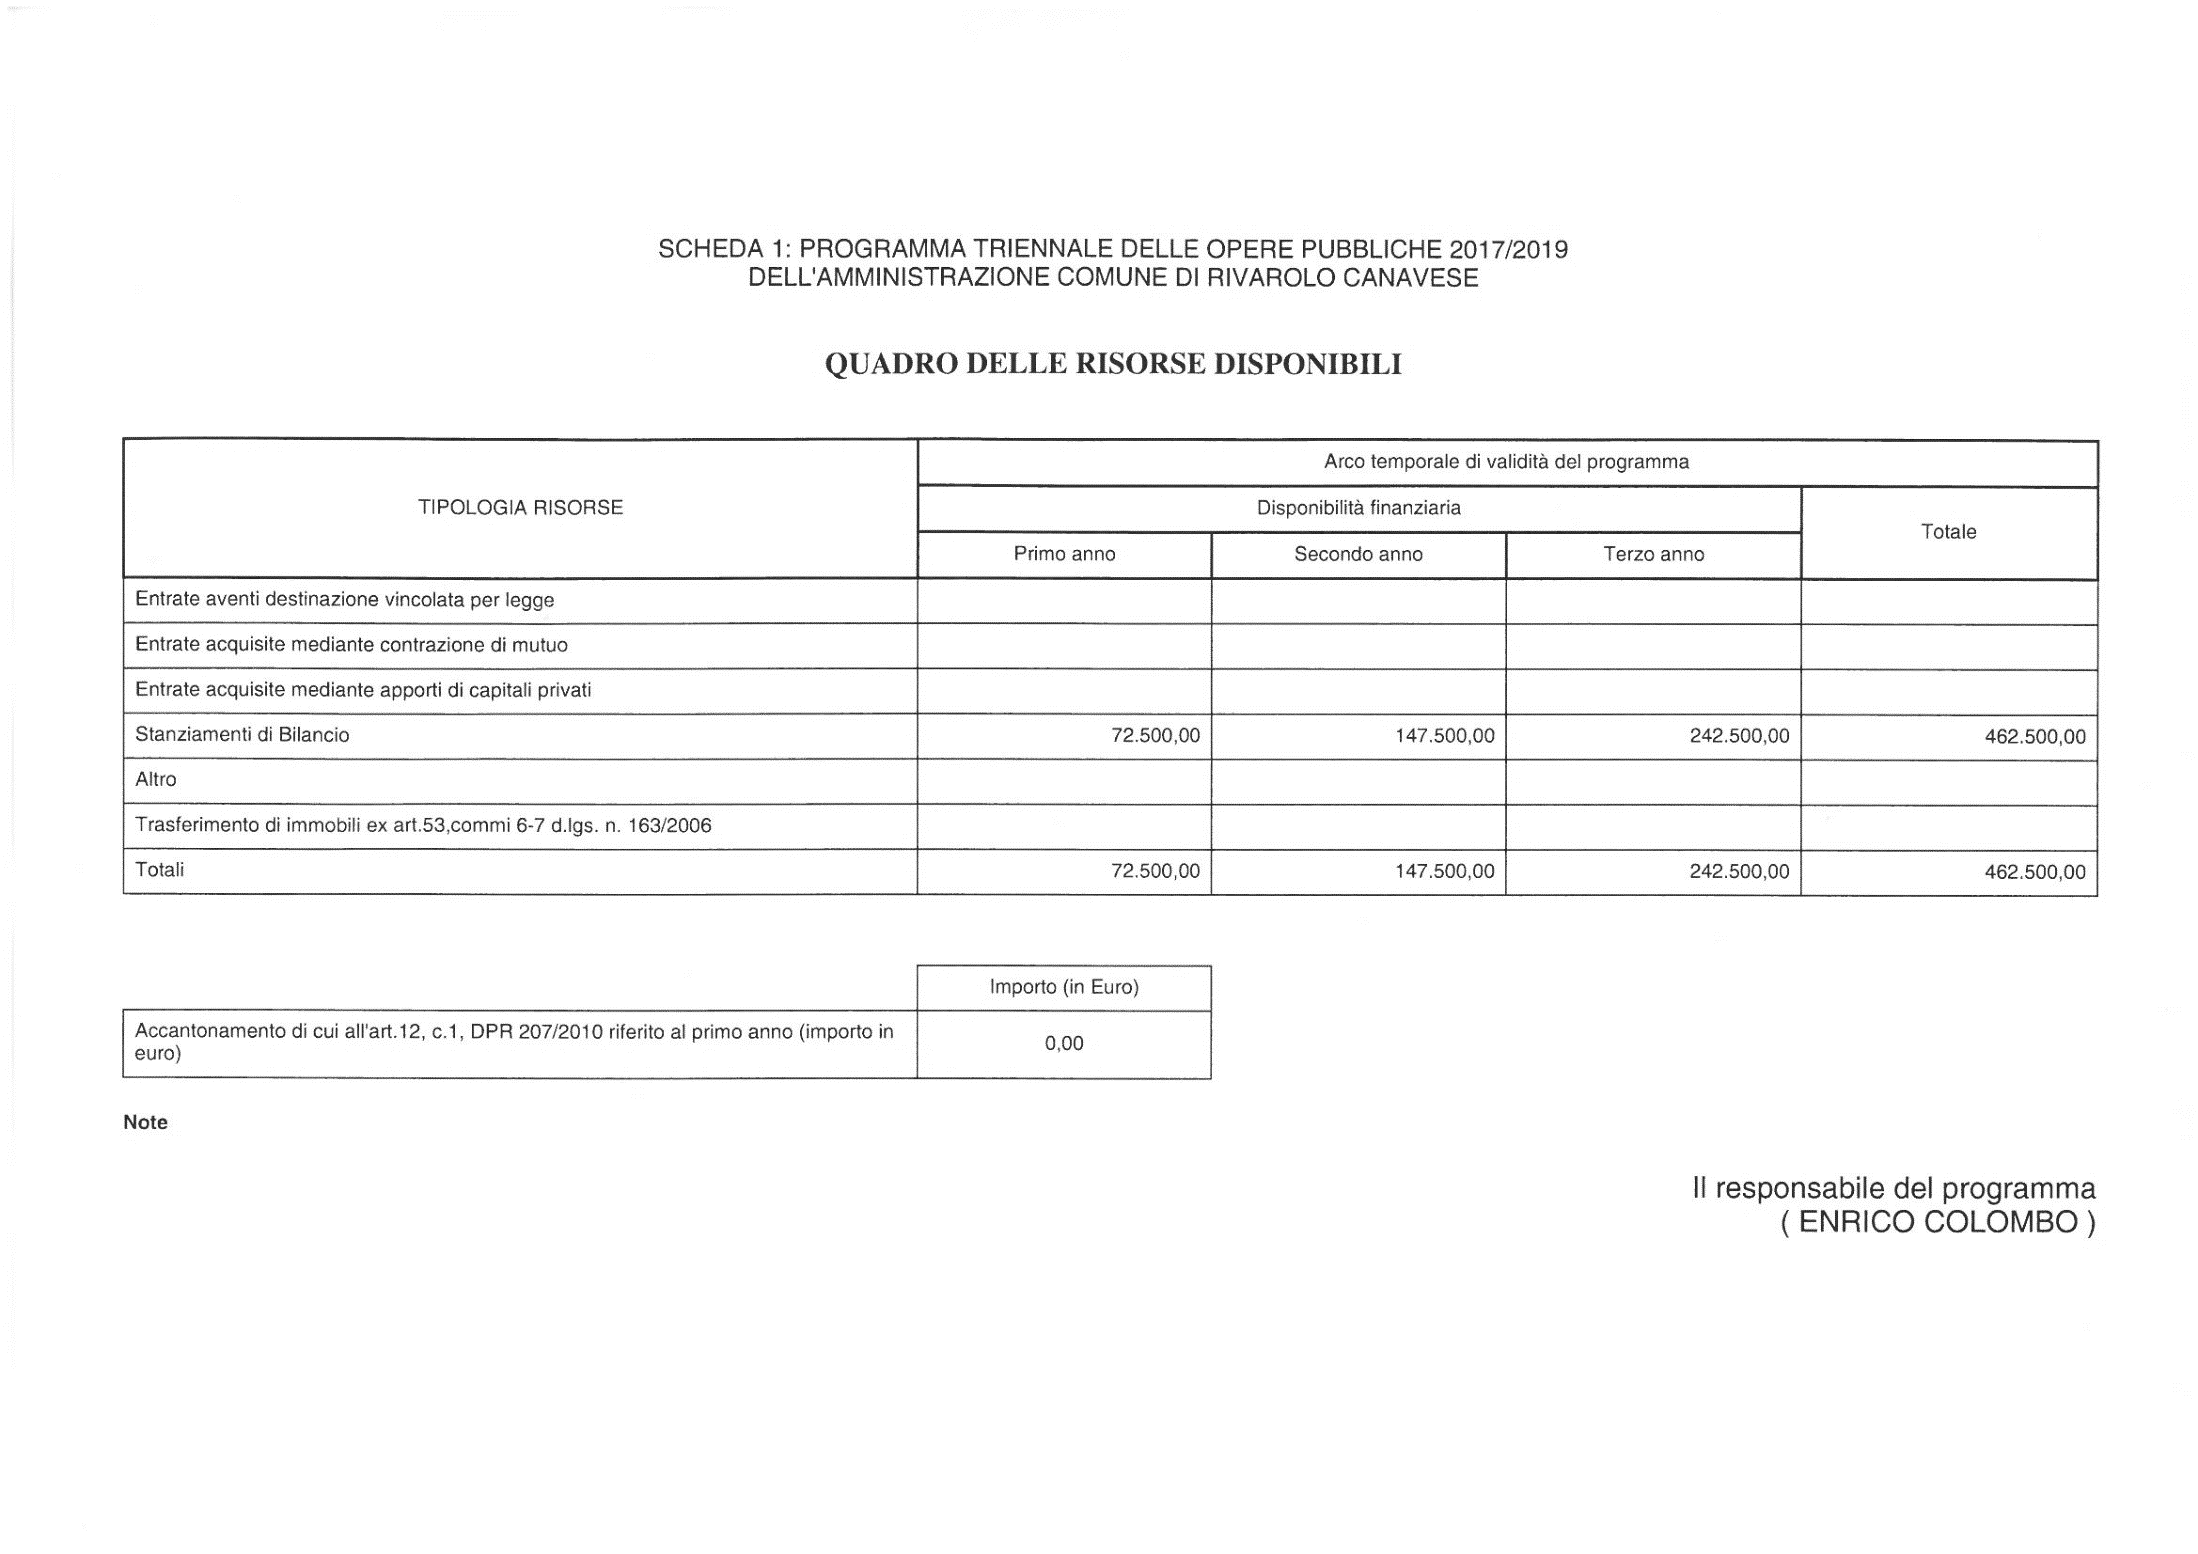 SCHEDA 1: PROGRAMMA TRIENNALE DELLE OPERE PUBBLICHE 2017/2019
DELL'AMMINISTRAZIONE COMUNE DI RIVAROLO CANAVESE
QUADRO DELLE RISORSE DISPONIBILI
TIPOLOGIA RISORSE
Arco temporale di validità del programma
Disponibilità finanziaria
Totale
Primo anno Secondo anno Terzo anno
Entrate aventi destinazione vincolata per legge
Entrate acquisite mediante contrazione di mutuo
Entrate acquisite mediante apporti di capitali privati
Stanziamenti di Bilancio 72.500,00 147.500,00 242.500,00 462.500,00
Altro
Trasferimento di immobili ex art.53,commi 6-7 d.lgs. n. 163/2006
Totali 72.500,00 147.500,00 242.500,00 462.500,00
Importo (in Euro)
Accantonamento di cui all'art.12, c.1, DPR 207/2010 riferito al primo anno (importo in
euro)
0,00
Note
Il responsabile del programma
( ENRICO COLOMBO )